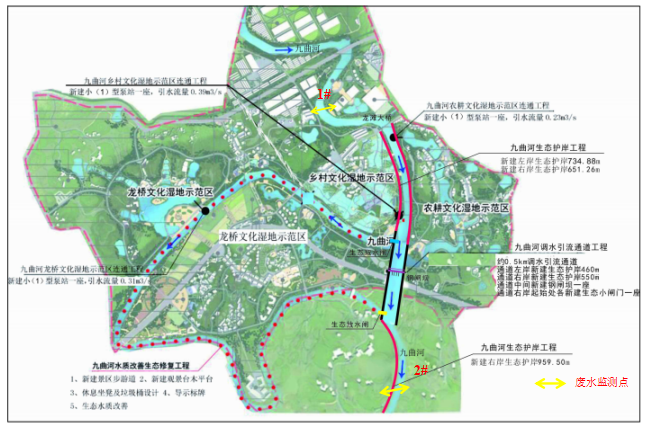 九曲河
九曲河乡村文化湿地示范区连通工程
新建小（1）型泵站一座，引水流量0.39m3/s
1#
龙滩大桥
九曲河农耕文化湿地示范区连通工程
新建小（1）型泵站一座，引水流量0.23m3/s
九曲河生态护岸工程
新建左岸生态护岸734.88m
新建右岸生态护岸651.26m
乡村文化湿地示范区
龙桥文化湿地示范区
农耕文化湿地示范区
龙桥文化湿地示范区
九曲河
九曲河调水引流通道工程
约0.5km调水引流通道
通道左岸新建生态护岸460m
通道右岸新建生态护岸550m
通道中间新建钢闸坝一座
通道右岸起始处各新建生态小闸门一座
钢闸坝
九曲河龙桥文化湿地示范区连通工程
新建小（1）型泵站一座，引水流量0.31m3/s
九曲河
九曲河生态护岸工程
新建右岸生态护岸959.50m
九曲河水质改善生态修复工程
1、新建景区步游道 2、新建观景台木平台
3、休息坐凳及垃圾桶设计 4、导示标牌
5、生态水质改善
2#
废水监测点